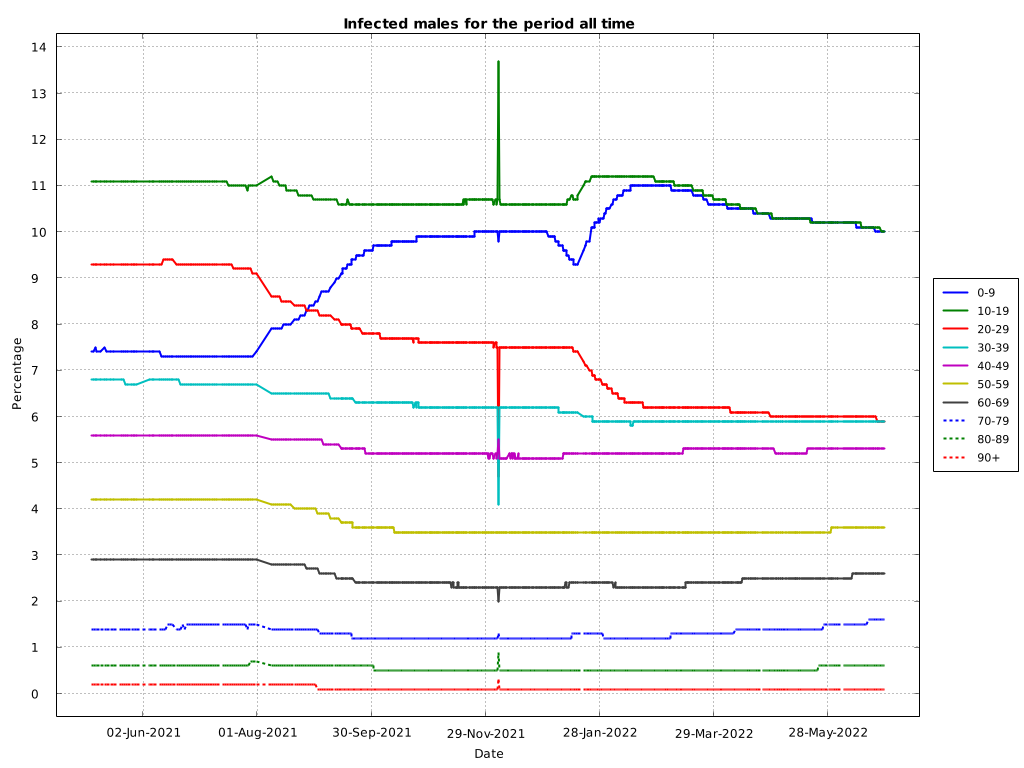 Infected males for the period all time
Percentage
14
13
12
11
10
9
8
7
6
5
4
3
2
1
0
02-Jun-2021
01-Aug-2021
30-Sep-2021
29-Nov-2021
28-Jan-2022
29-Mar-2022
28-May-2022
Date
0-9
10-19
20-29
30-39
40-49
50-59
60-69
70-79
80-89
90+